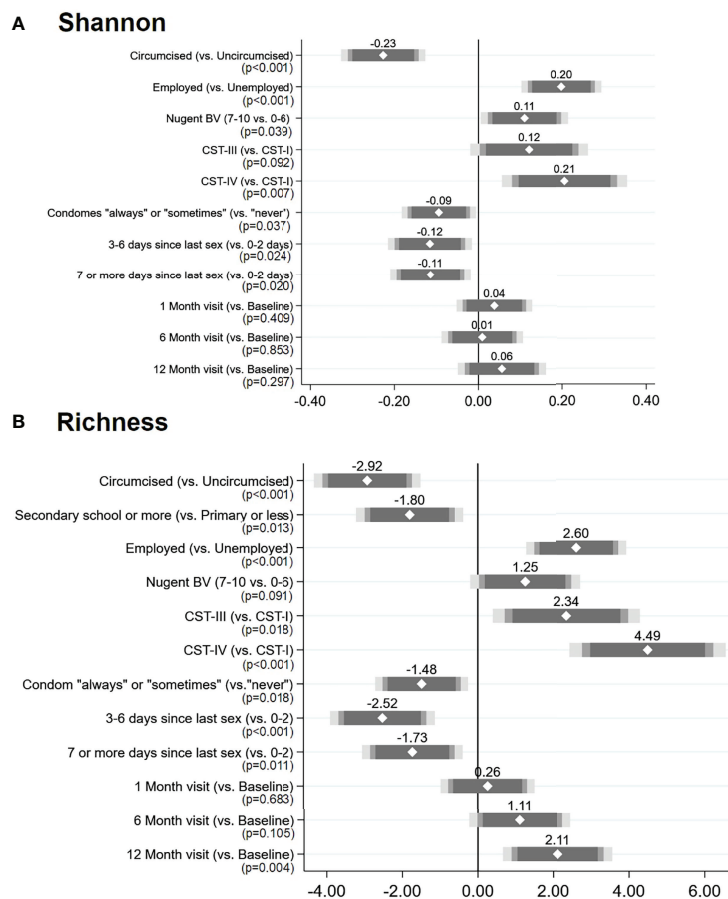 A Shannon
Circumcised (vs. Uncircumcised)
(p<0.001)
-0.23
Employed (vs. Unemployed)
(p<0.001)
0.20
Nugent BV (7-10 vs. 0-6)
(p=0.039)
0.11
CST-III (vs. CST-I)
(p=0.092)
0.12
CST-IV (vs. CST-I)
(p=0.007)
0.21
Condomes "always" or "sometimes" (vs. "never")
(p=0.037)
-0.09
3-6 days since last sex (vs. 0-2 days)
(p=0.024)
-0.12
7 or more days since last sex (vs. 0-2 days)
(p=0.020)
-0.11
1 Month visit (vs. Baseline)
(p=0.409)
0.04
6 Month visit (vs. Baseline)
(p=0.853)
0.01
12 Month visit (vs. Baseline)
(p=0.297)
0.06
-0.40 -0.20 0.00 0.20 0.40
B Richness
Circumcised (vs. Uncircumcised)
(p<0.001)
-2.92
Secondary school or more (vs. Primary or less)
(p=0.013)
-1.80
Employed (vs. Unemployed)
(p<0.001)
2.60
Nugent BV (7-10 vs. 0-6)
(p=0.091)
1.25
CST-III (vs. CST-I)
(p=0.018)
2.34
CST-IV (vs. CST-I)
(p<0.001)
4.49
Condom "always" or "sometimes" (vs."never")
(p=0.018)
-1.48
3-6 days since last sex (vs. 0-2)
(p<0.001)
-2.52
7 or more days since last sex (vs. 0-2)
(p=0.011)
-1.73
1 Month visit (vs. Baseline)
(p=0.683)
0.26
6 Month visit (vs. Baseline)
(p=0.105)
1.11
12 Month visit (vs. Baseline)
(p=0.004)
2.11
-4.00 -2.00 0.00 2.00 4.00 6.00